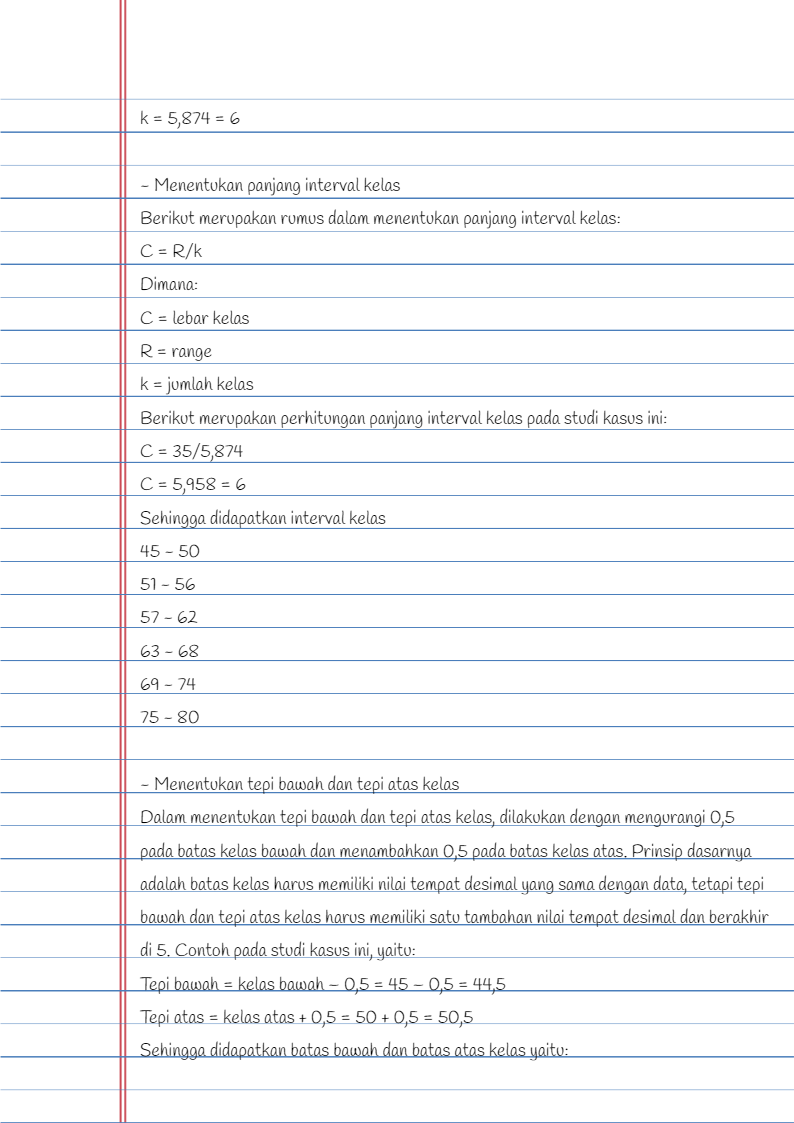 k = 5,874 = 6
- Menentukan panjang interval kelas
Berikut merupakan rumus dalam menentukan panjang interval kelas:
C = R/k
Dimana:
C = lebar kelas
R = range
k = jumlah kelas
Berikut merupakan perhitungan panjang interval kelas pada studi kasus ini:
C = 35/5,874
C = 5,958 = 6
Sehingga didapatkan interval kelas
45 - 50
51 - 56
57 - 62
63 - 68
69 - 74
75 - 80
- Menentukan tepi bawah dan tepi atas kelas
Dalam menentukan tepi bawah dan tepi atas kelas, dilakukan dengan mengurangi 0,5
pada batas kelas bawah dan menambahkan 0,5 pada batas kelas atas. Prinsip dasarnya
adalah batas kelas harus memiliki nilai tempat desimal yang sama dengan data, tetapi tepi
bawah dan tepi atas kelas harus memiliki satu tambahan nilai tempat desimal dan berakhir
di 5. Contoh pada studi kasus ini, yaitu:
Tepi bawah = kelas bawah – 0,5 = 45 – 0,5 = 44,5
Tepi atas = kelas atas + 0,5 = 50 + 0,5 = 50,5
Sehingga didapatkan batas bawah dan batas atas kelas yaitu: